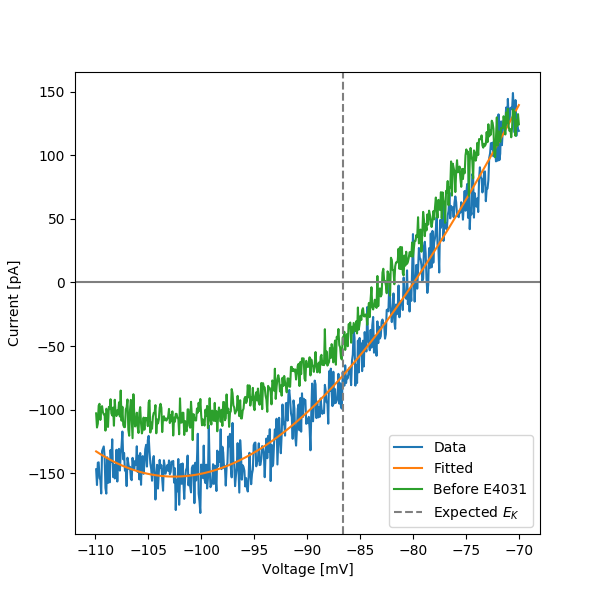 150
100
50
0
−50
−100
−150
Current [pA]
−110 −105 −100 −95 −90 −85 −80 −75 −70
Voltage [mV]
Data
Fitted
Before E4031
Expected E_K